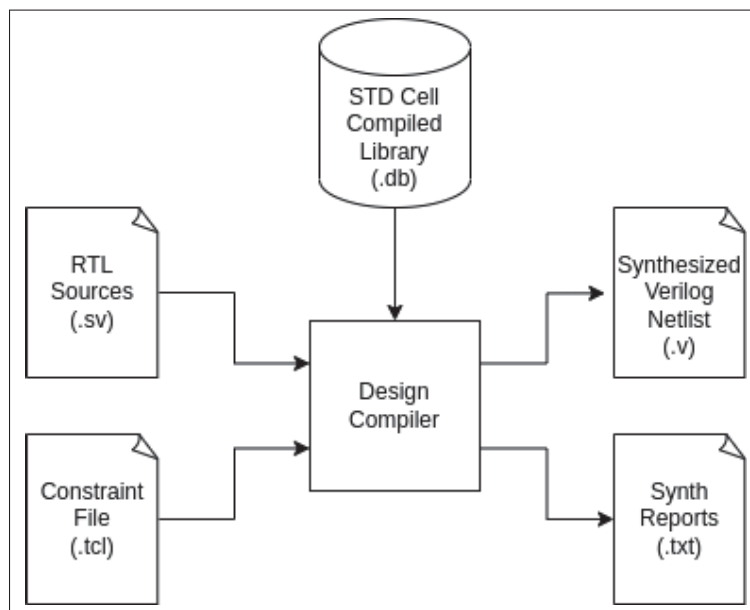 STD Cell
Compiled
Library
(.db)
RTL
Sources
(.sv)
Synthesized
Verilog
Netlist
(.v)
Design
Compiler
Constraint
File
(.tcl)
Synth
Reports
(.txt)